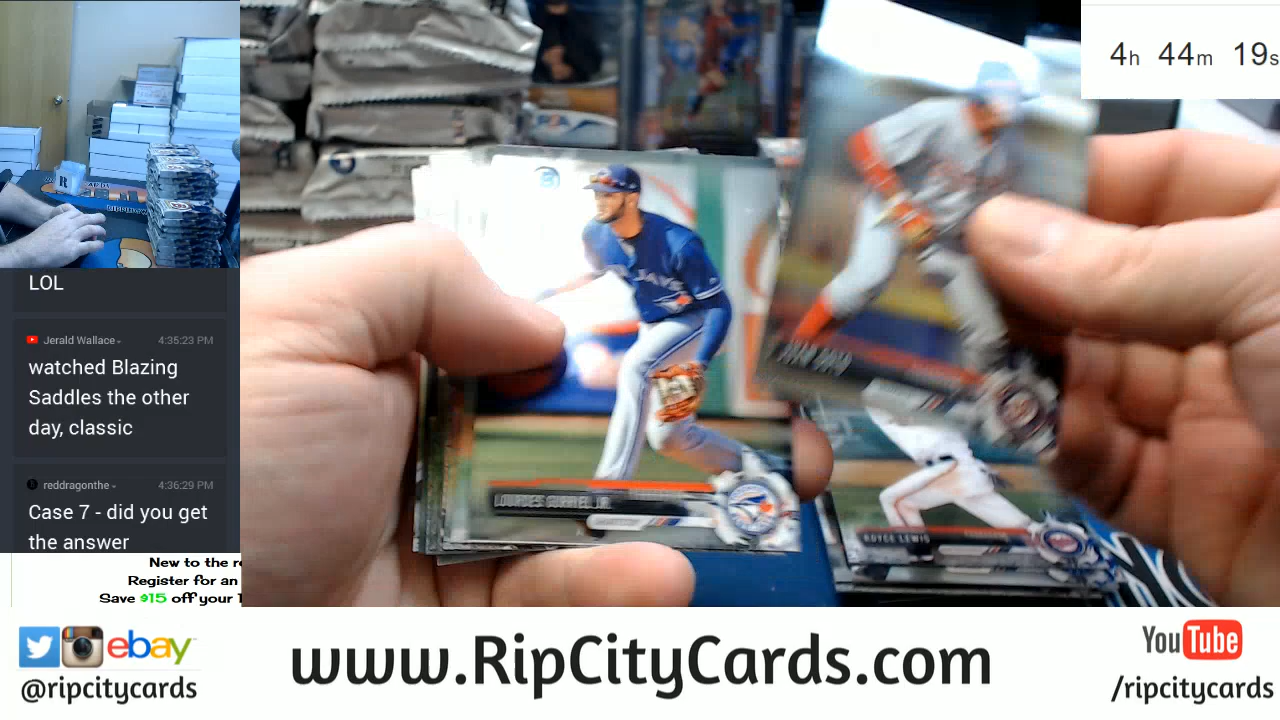 4h 44m 19s
LOL
Jerald Wallace
4:35:23 PM
watched Blazing
Saddles the other
day, classic
reddragonthe
4:36:29 PM
Case 7 - did you get
the answer
New to the r
Register for an
Save $15 off your
LOURDES GURRIEL JR.
ROYCE LEWIS
ebay
@ripcitycards
www.RipCityCards.com
YouTube
/ripcitycards